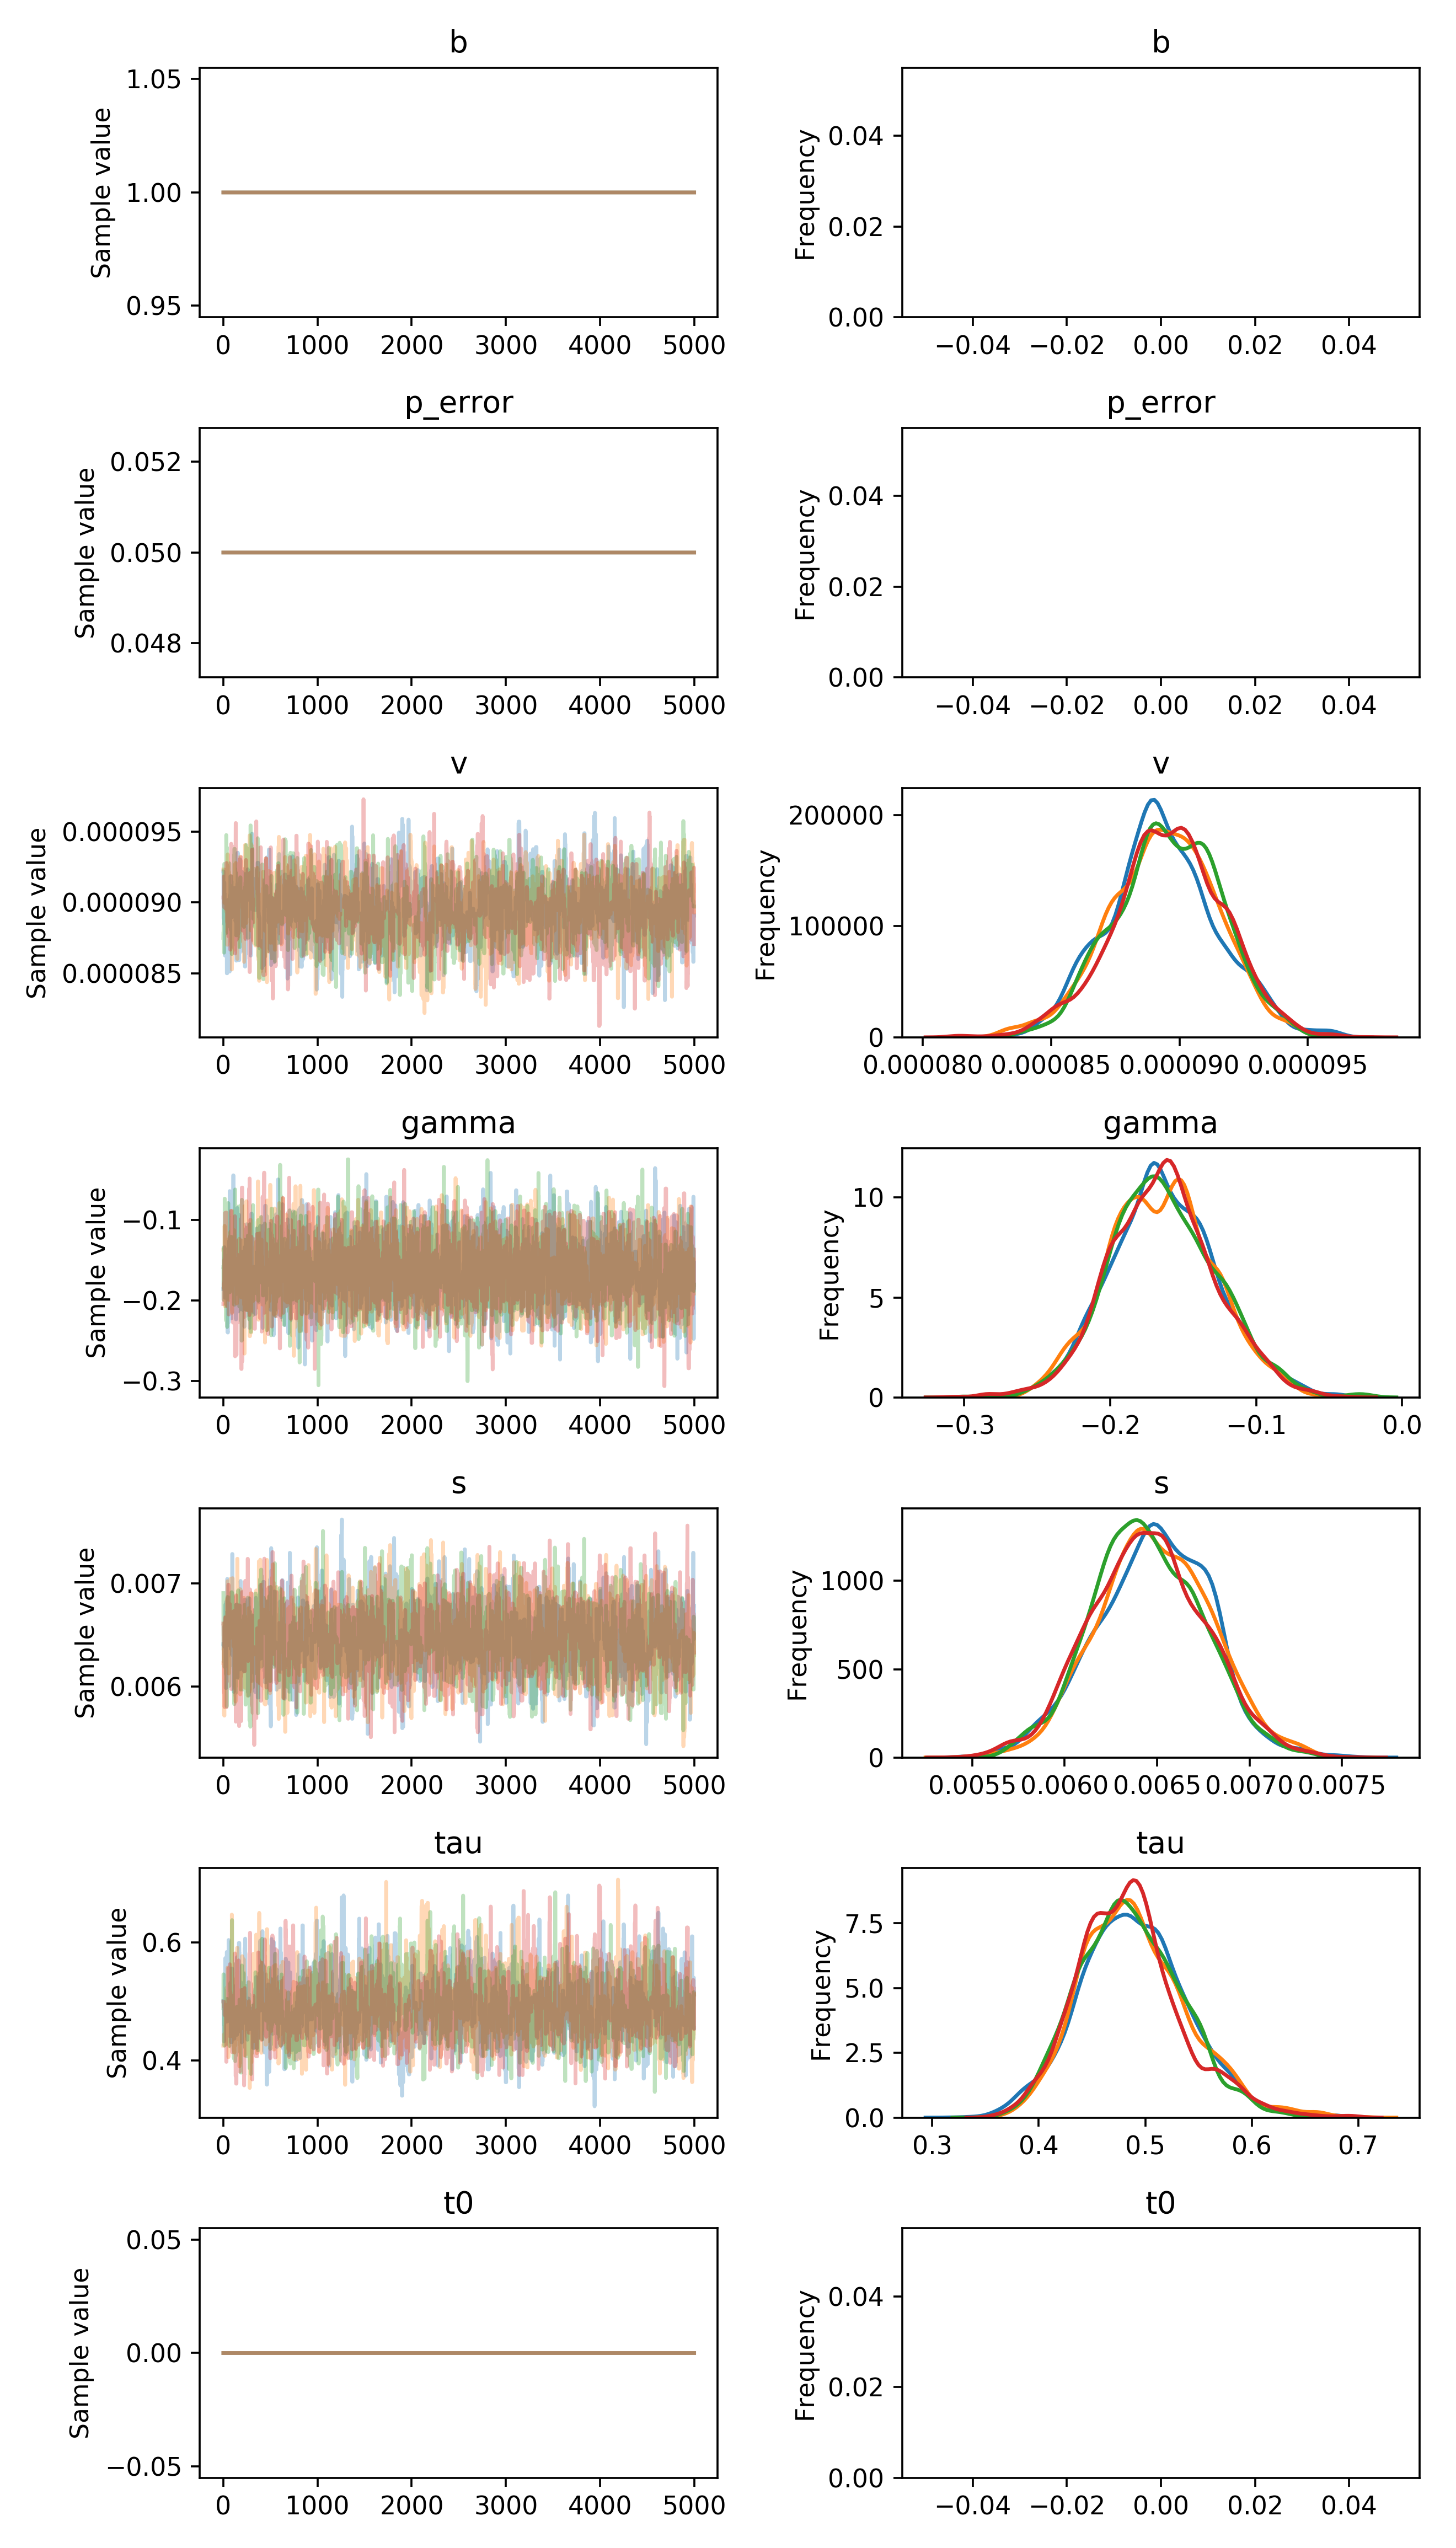 b
b
Sample value
1.05
1.00
0.95
0 1000 2000 3000 4000 5000
Frequency
0.04
0.02
0.00
−0.04 −0.02 0.00 0.02 0.04
p_error
p_error
Sample value
0.052
0.050
0.048
0 1000 2000 3000 4000 5000
Frequency
0.04
0.02
0.00
−0.04 −0.02 0.00 0.02 0.04
v
v
Sample value
0.000095
0.000090
0.000085
0 1000 2000 3000 4000 5000
Frequency
200000
100000
0
0.000080 0.000085 0.000090 0.000095
gamma
gamma
Sample value
−0.1
−0.2
−0.3
0 1000 2000 3000 4000 5000
Frequency
10
5
0
−0.3 −0.2 −0.1 0.0
s
s
Sample value
0.007
0.006
0 1000 2000 3000 4000 5000
Frequency
1000
500
0
0.0055 0.0060 0.0065 0.0070 0.0075
tau
tau
Sample value
0.6
0.4
0 1000 2000 3000 4000 5000
Frequency
7.5
5.0
2.5
0.0
0.3 0.4 0.5 0.6 0.7
t0
t0
Sample value
0.05
0.00
−0.05
0 1000 2000 3000 4000 5000
Frequency
0.04
0.02
0.00
−0.04 −0.02 0.00 0.02 0.04